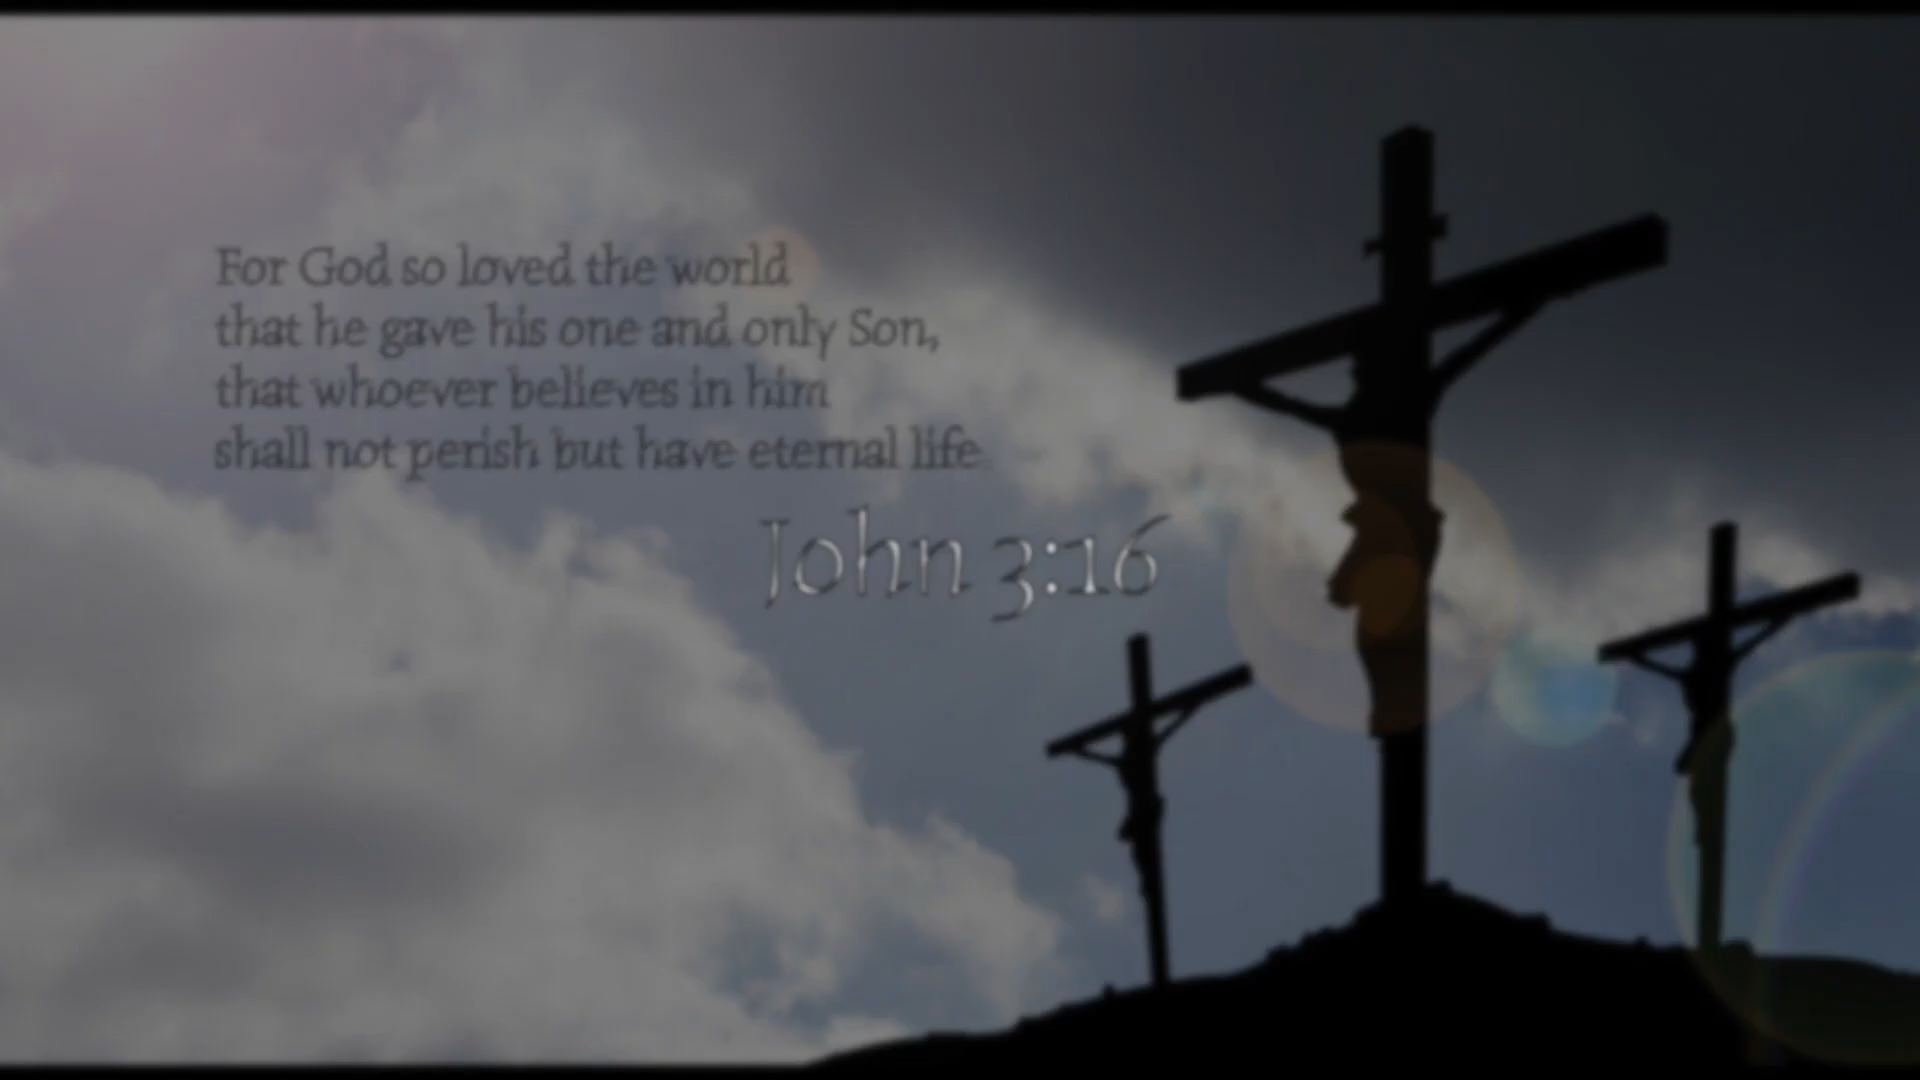 For God so loved the world
that he gave his one and only Son,
that whoever believes in him
shall not perish but have eternal life.
John 3:16